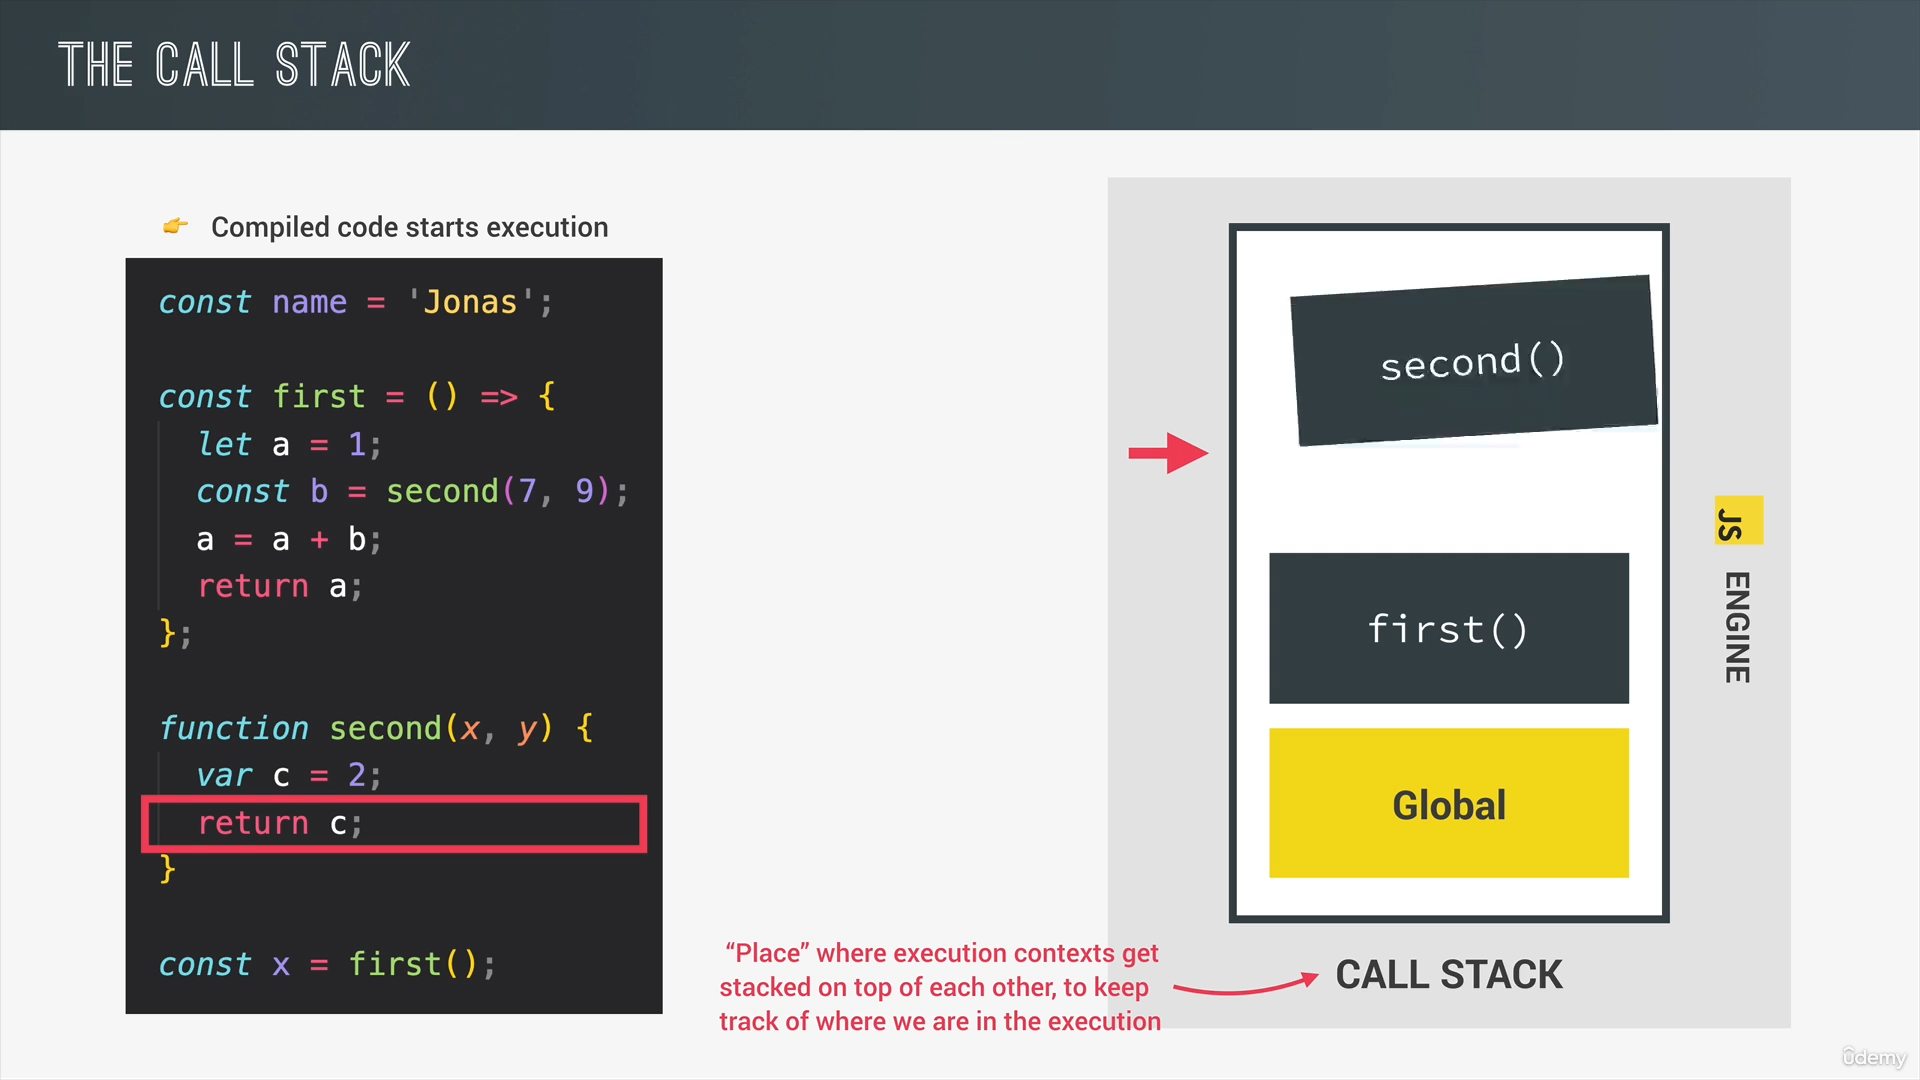 THE CALL STACK
👉 Compiled code starts execution
const name = 'Jonas';
const first = () => {
let a = 1;
const b = second(7, 9);
a = a + b;
return a;
};
function second(x, y) {
var c = 2;
return c;
}
const x = first();
second()
first()
Global
JS ENGINE
“Place” where execution contexts get
stacked on top of each other, to keep
track of where we are in the execution
CALL STACK
ûdemy